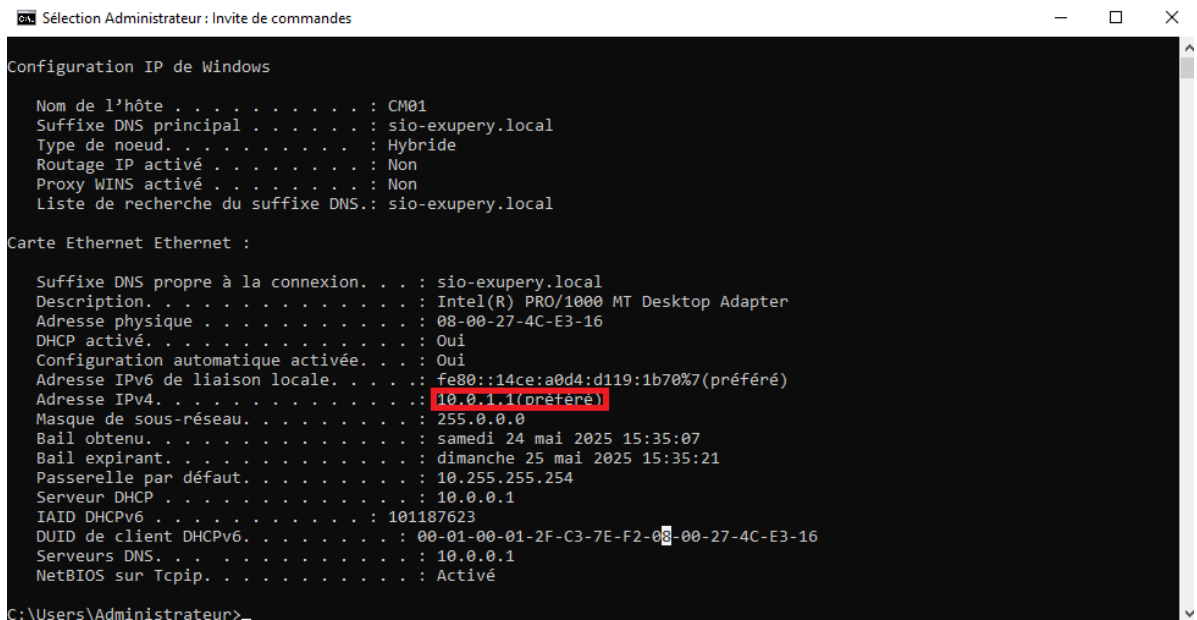 Sélection Administrateur : Invite de commandes
Configuration IP de Windows
Nom de l’hôte . . . . . . . . . . : CM01
Suffixe DNS principal . . . . . . : sio-exupery.local
Type de noeud. . . . . . . . . . : Hybride
Routage IP activé . . . . . . . . : Non
Proxy WINS activé . . . . . . . . : Non
Liste de recherche du suffixe DNS.: sio-exupery.local
Carte Ethernet Ethernet :
Suffixe DNS propre à la connexion. . . : sio-exupery.local
Description. . . . . . . . . . . . . . : Intel(R) PRO/1000 MT Desktop Adapter
Adresse physique . . . . . . . . . . . : 08-00-27-4C-E3-16
DHCP activé. . . . . . . . . . . . . . : Oui
Configuration automatique activée. . . : Oui
Adresse IPv6 de liaison locale. . . . .: fe80::14ce:a0d4:d119:1b70%7(préféré)
Adresse IPv4. . . . . . . . . . . . . .: 10.0.1.1(préféré)
Masque de sous-réseau. . . . . . . . . : 255.0.0.0
Bail obtenu. . . . . . . . . . . . . . : samedi 24 mai 2025 15:35:07
Bail expirant. . . . . . . . . . . . . : dimanche 25 mai 2025 15:35:21
Passerelle par défaut. . . . . . . . . : 10.255.255.254
Serveur DHCP . . . . . . . . . . . . . : 10.0.0.1
IAID DHCPv6 . . . . . . . . . . . : 101187623
DUID de client DHCPv6. . . . . . . . : 00-01-00-01-2F-C3-7E-F2-08-00-27-4C-E3-16
Serveurs DNS. . . . . . . . . . . . . : 10.0.0.1
NetBIOS sur Tcpip. . . . . . . . . . . : Activé
C:\Users\Administrateur>